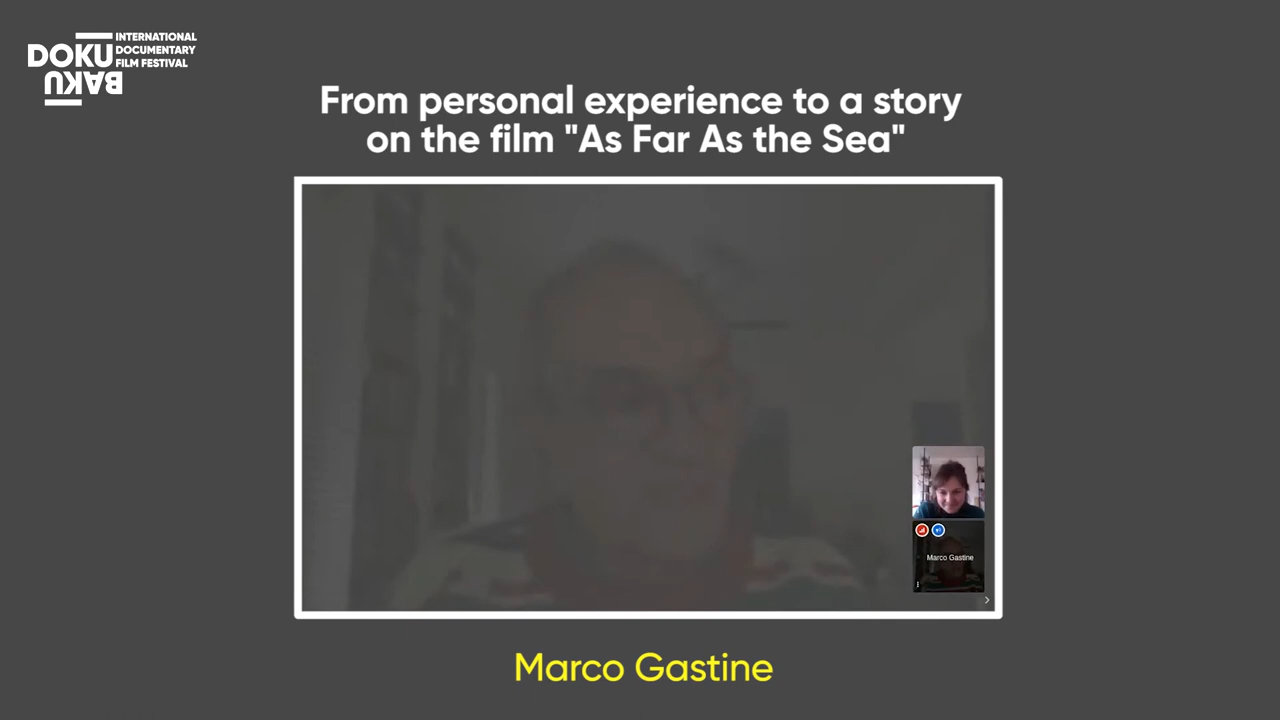 DOKU
BAKU
INTERNATIONAL
DOCUMENTARY
FILM FESTIVAL
From personal experience to a story
on the film "As Far As the Sea"
Marco Gastine
Marco Gastine